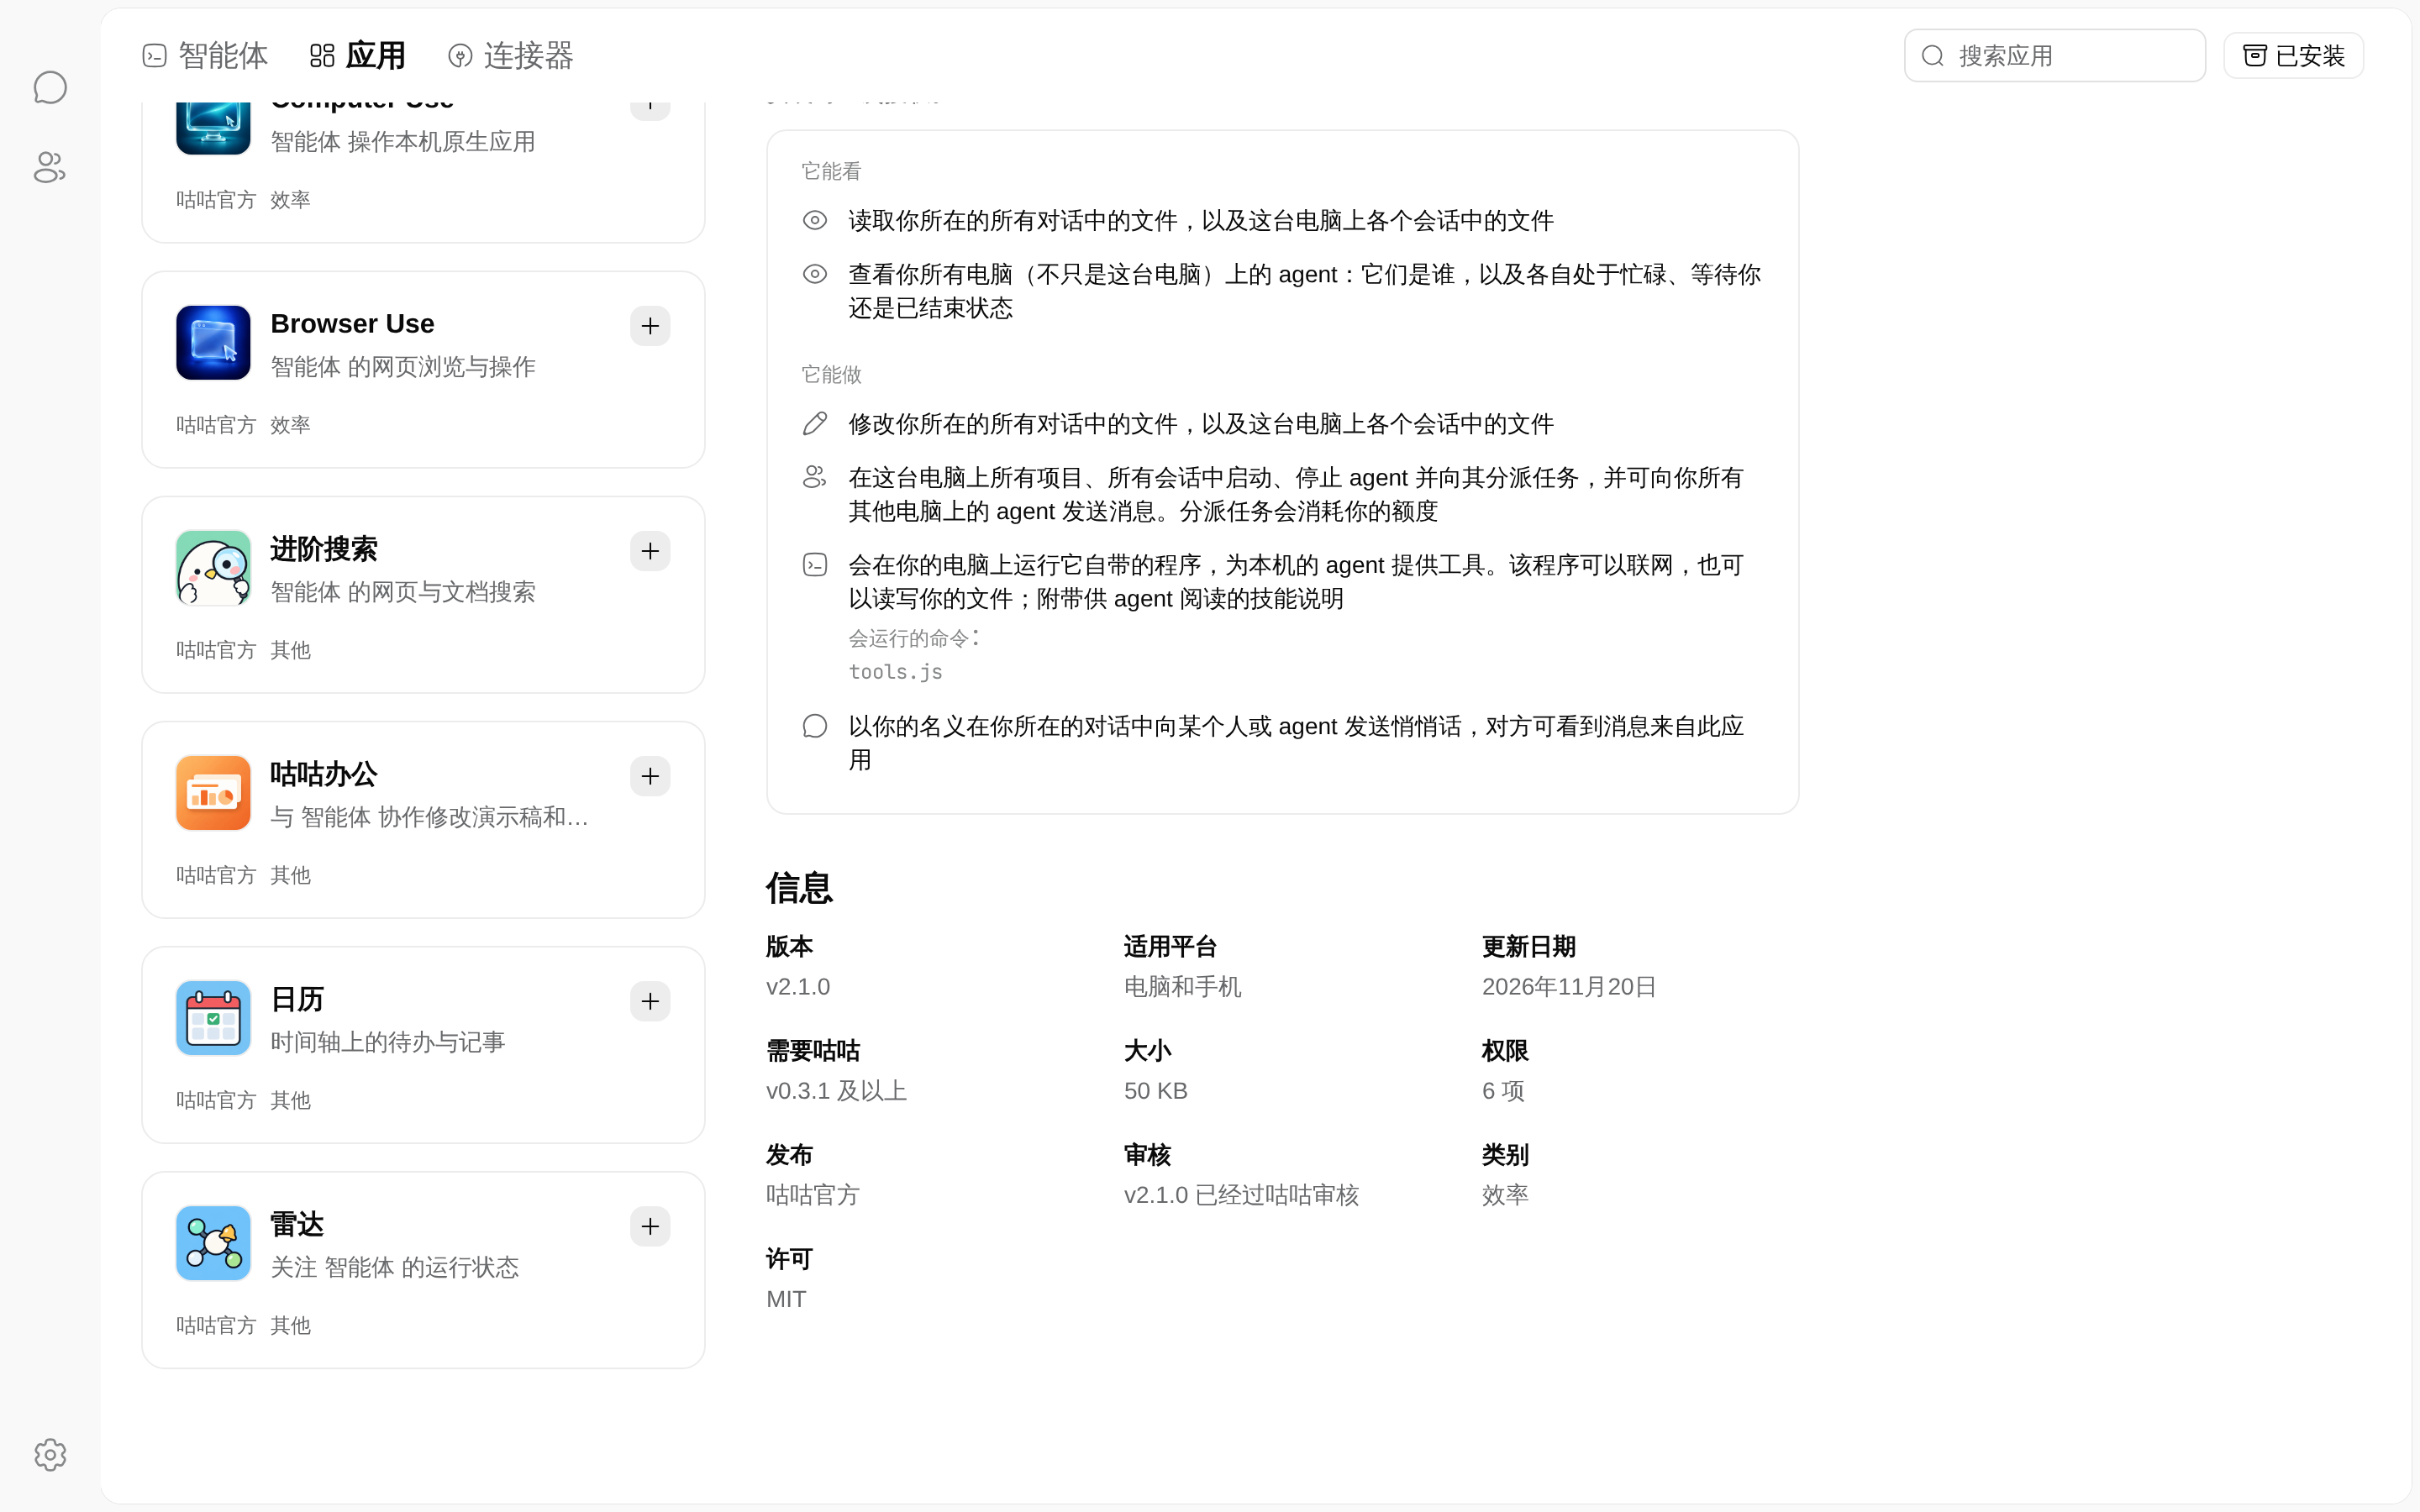 智能体
应用
连接器
搜索应用
已安装
Computer Use
智能体 操作本机原生应用
咕咕官方 效率
Browser Use
智能体 的网页浏览与操作
咕咕官方 效率
进阶搜索
智能体 的网页与文档搜索
咕咕官方 其他
咕咕办公
与 智能体 协作修改演示稿和…
咕咕官方 其他
日历
时间轴上的待办与记事
咕咕官方 其他
雷达
关注 智能体 的运行状态
咕咕官方 其他
它能看
读取你所在的所有对话中的文件，以及这台电脑上各个会话中的文件
查看你所有电脑（不只是这台电脑）上的 agent：它们是谁，以及各自处于忙碌、等待你
还是已结束状态
它能做
修改你所在的所有对话中的文件，以及这台电脑上各个会话中的文件
在这台电脑上所有项目、所有会话中启动、停止 agent 并向其分派任务，并可向你所有
其他电脑上的 agent 发送消息。分派任务会消耗你的额度
会在你的电脑上运行它自带的程序，为本机的 agent 提供工具。该程序可以联网，也可
以读写你的文件；附带供 agent 阅读的技能说明
会运行的命令：
tools.js
以你的名义在你所在的对话中向某个人或 agent 发送悄悄话，对方可看到消息来自此应
用
信息
版本
v2.1.0
适用平台
电脑和手机
更新日期
2026年11月20日
需要咕咕
v0.3.1 及以上
大小
50 KB
权限
6 项
发布
咕咕官方
审核
v2.1.0 已经过咕咕审核
类别
效率
许可
MIT